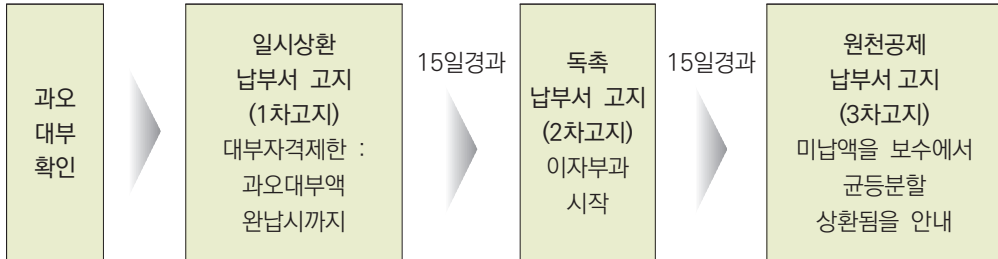 과오
대부
확인
일시상환
납부서 고지
(1차고지)
대부자격제한 :
과오대부액
완납시까지
15일경과
독촉
납부서 고지
(2차고지)
이자부과
시작
15일경과
원천공제
납부서 고지
(3차고지)
미납액을 보수에서
균등분할
상환됨을 안내